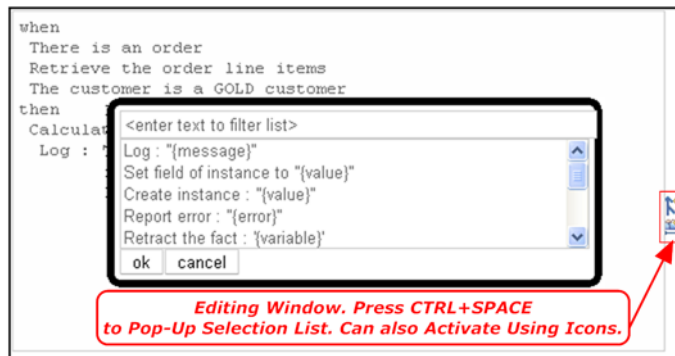 when
There is an order
Retrieve the order line items
The customer is a GOLD customer
then
Calculat
Log :
<enter text to filter list>
Log : "{message}"
Set field of instance to "{value}"
Create instance : "{value}"
Report error : "{error}"
Retract the fact : '{variable}'
ok cancel
Editing Window. Press CTRL+SPACE
to Pop-Up Selection List. Can also Activate Using Icons.